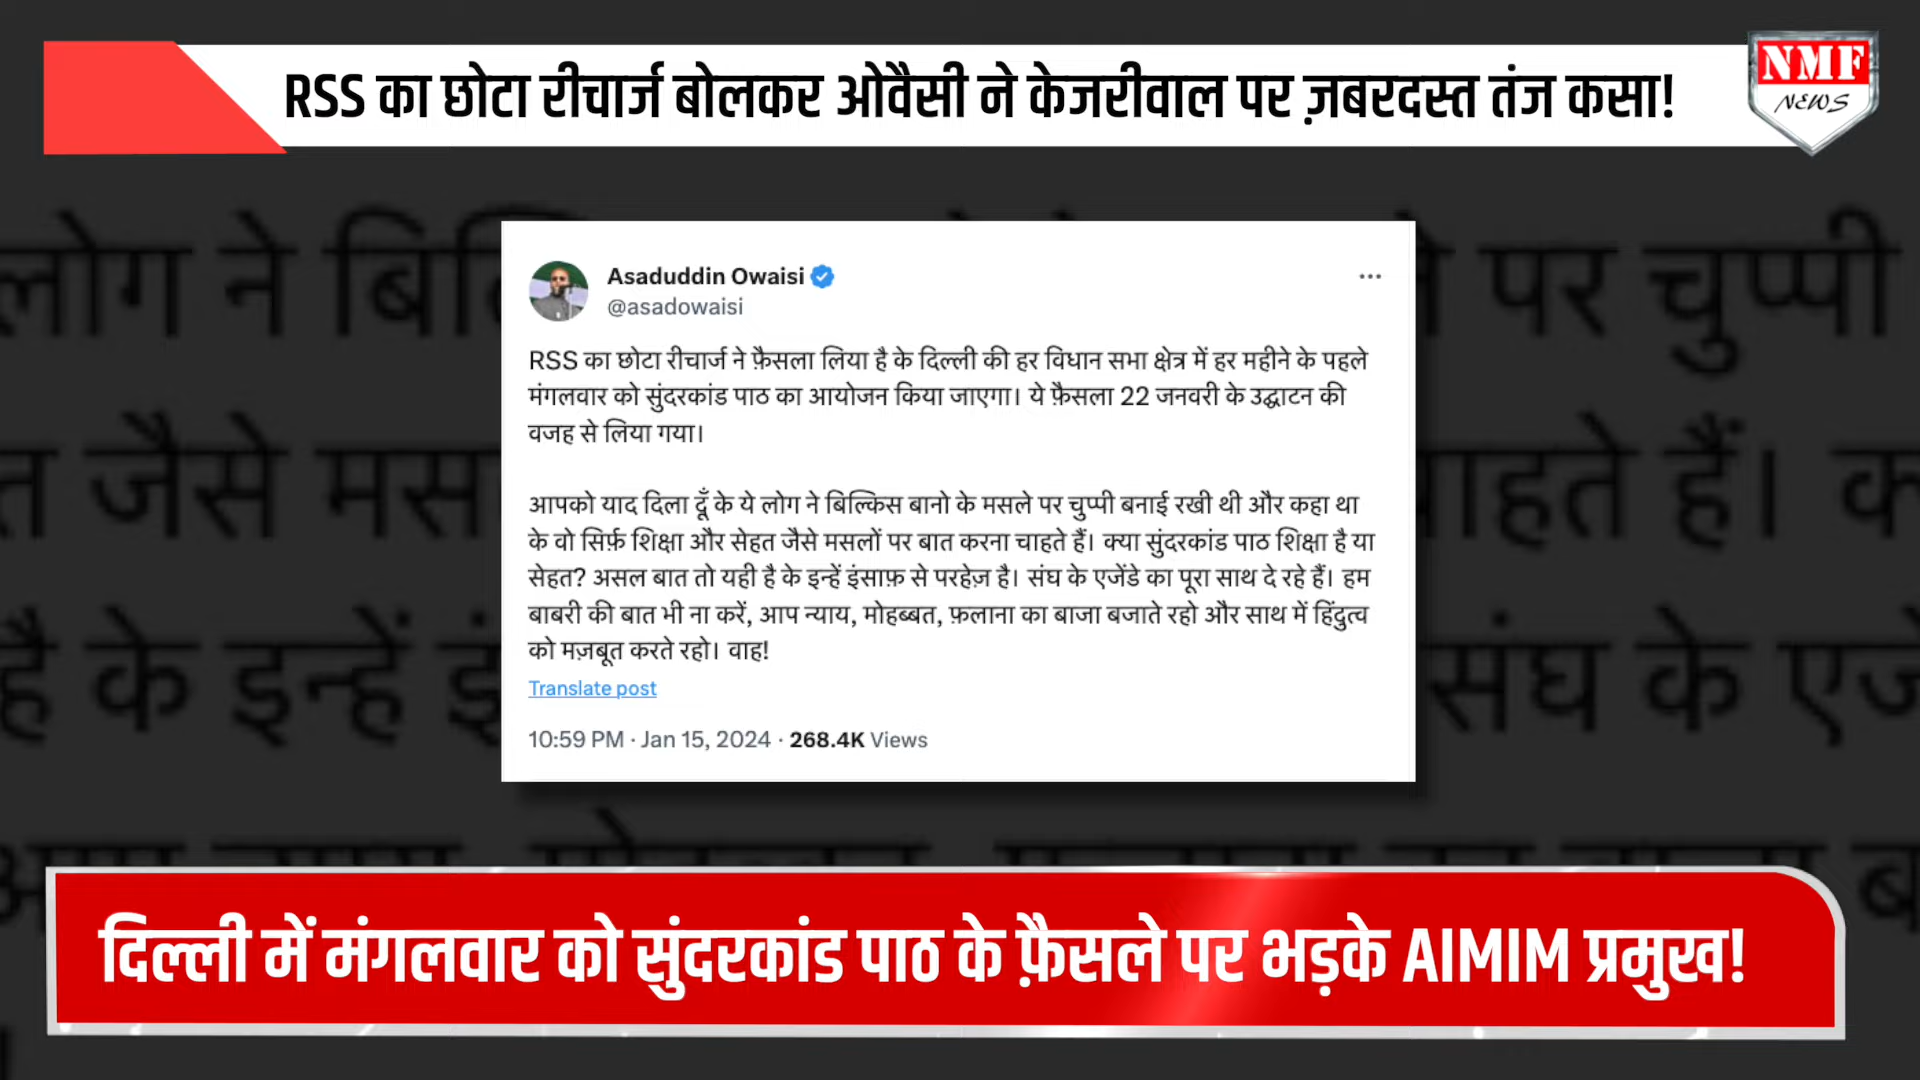 RSS का छोटा रीचार्ज बोलकर ओवैसी ने केजरीवाल पर ज़बरदस्त तंज कसा!
NMF
NEWS
Asaduddin Owaisi
@asadowaisi
RSS का छोटा रीचार्ज ने फ़ैसला लिया है के दिल्ली की हर विधान सभा क्षेत्र में हर महीने के पहले
मंगलवार को सुंदरकांड पाठ का आयोजन किया जाएगा। ये फ़ैसला 22 जनवरी के उद्घाटन की
वजह से लिया गया।
आपको याद दिला दूँ के ये लोग ने बिल्किस बानो के मसले पर चुप्पी बनाई रखी थी और कहा था
के वो सिर्फ़ शिक्षा और सेहत जैसे मसलों पर बात करना चाहते हैं। क्या सुंदरकांड पाठ शिक्षा है या
सेहत? असल बात तो यही है के इन्हें इंसाफ़ से परहेज़ है। संघ के एजेंडे का पूरा साथ दे रहे हैं। हम
बाबरी की बात भी ना करें, आप न्याय, मोहब्बत, फ़लाना का बाजा बजाते रहो और साथ में हिंदुत्व
को मज़बूत करते रहो। वाह!
Translate post
10:59 PM · Jan 15, 2024 · 268.4K Views
दिल्ली में मंगलवार को सुंदरकांड पाठ के फ़ैसले पर भड़के AIMIM प्रमुख!